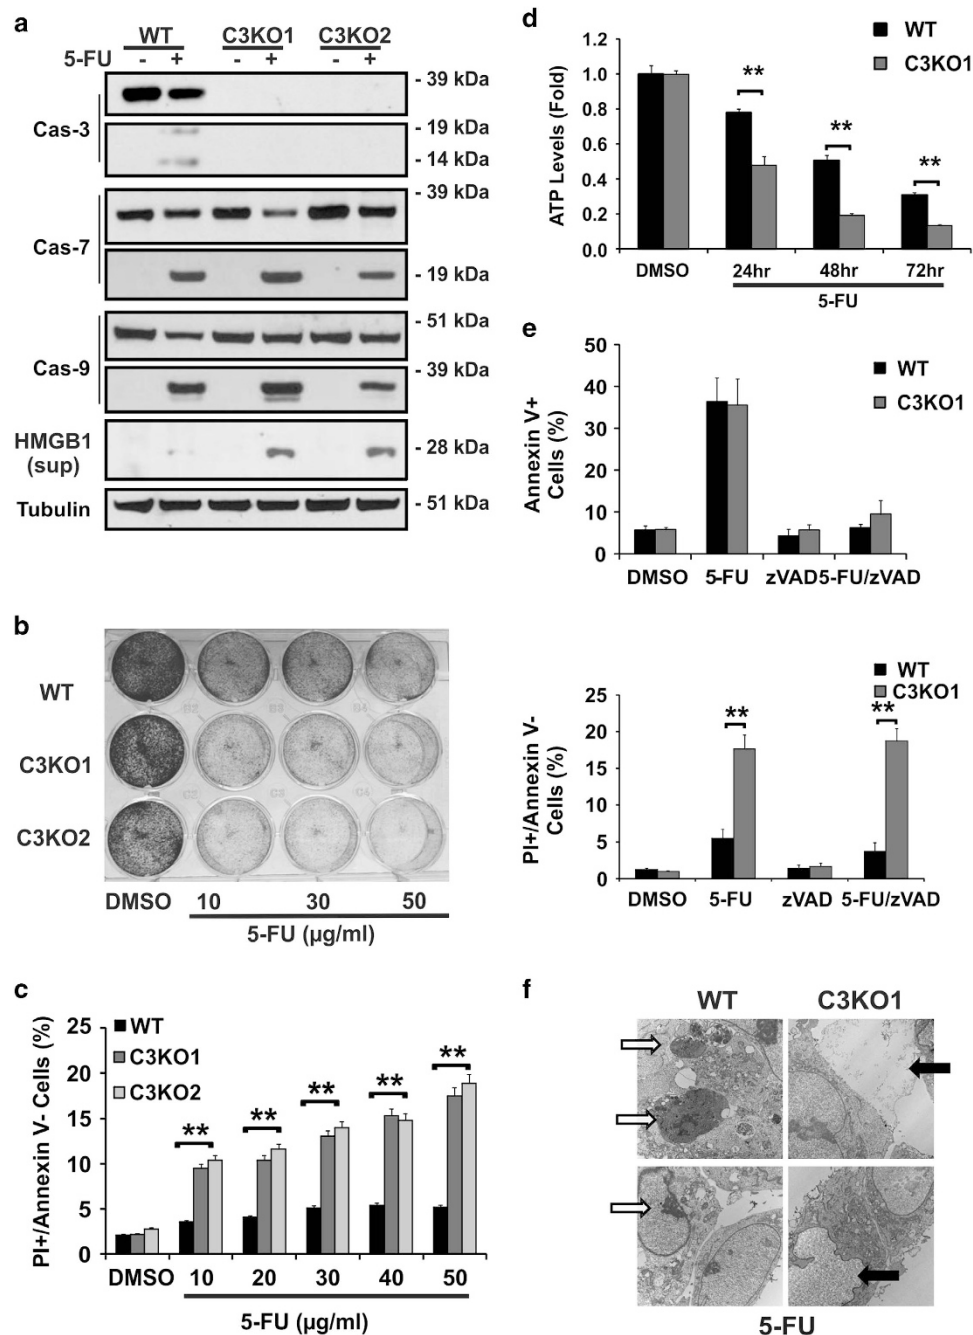 a
WT C3KO1 C3KO2
5-FU - + - + - +
- 39 kDa
Cas-3
- 19 kDa
- 14 kDa
- 39 kDa
Cas-7
- 19 kDa
- 51 kDa
Cas-9
- 39 kDa
HMGB1
(sup)
- 28 kDa
Tubulin
- 51 kDa
b
WT
C3KO1
C3KO2
DMSO 10 30 50
5-FU (µg/ml)
c
PI+/Annexin V- Cells (%)
25
20
15
10
5
0
WT
C3KO1
C3KO2
** ** ** ** **
DMSO 10 20 30 40 50
5-FU (µg/ml)
d
ATP Levels (Fold)
1.2
1.0
0.8
0.6
0.4
0.2
0.0
WT
C3KO1
** ** **
DMSO 24hr 48hr 72hr
5-FU
e
Annexin V+
Cells (%)
50
40
30
20
10
0
WT
C3KO1
DMSO 5-FU zVAD 5-FU/zVAD
PI+/Annexin V-
Cells (%)
25
20
15
10
5
0
WT
C3KO1
** **
DMSO 5-FU zVAD 5-FU/zVAD
f
WT C3KO1
5-FU